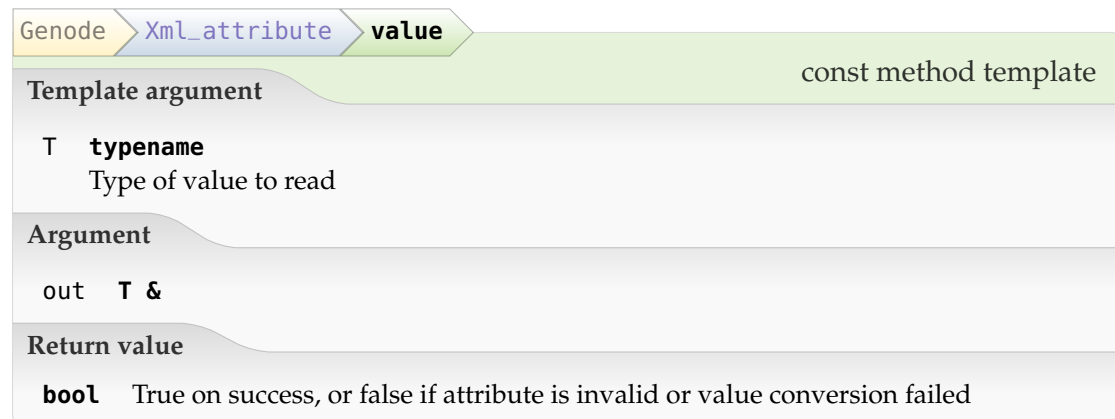 Genode Xml_attribute value
const method template
Template argument
T typename
Type of value to read
Argument
out T &
Return value
bool True on success, or false if attribute is invalid or value conversion failed